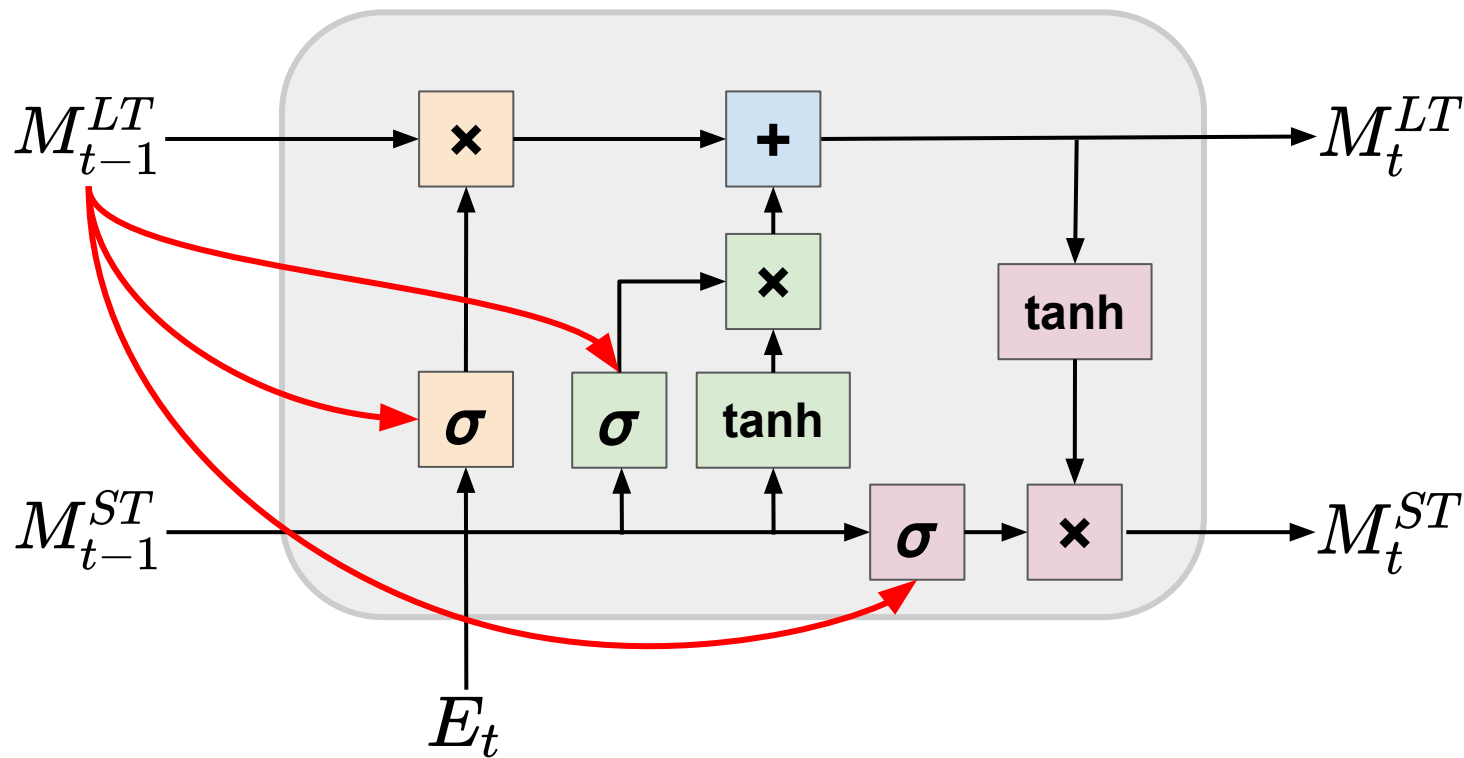 M_{t-1}^{LT} × + M_t^{LT}
×
tanh
σ σ tanh
M_{t-1}^{ST} σ × M_t^{ST}
E_t